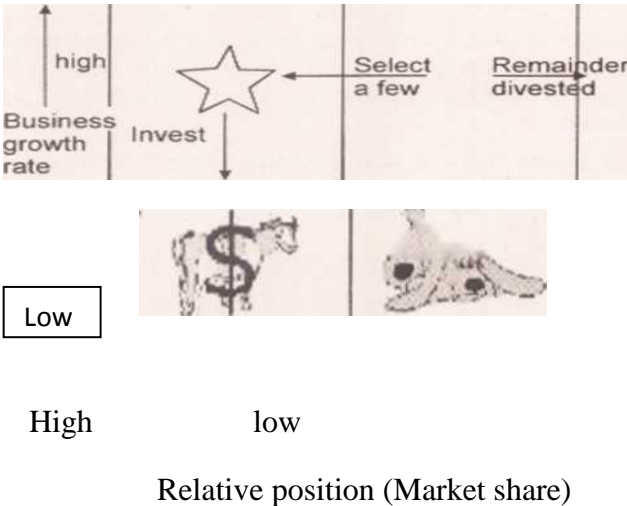 high
Select
a few
Remainder
divested
Business
growth
rate
Invest
$
Low
High low
Relative position (Market share)